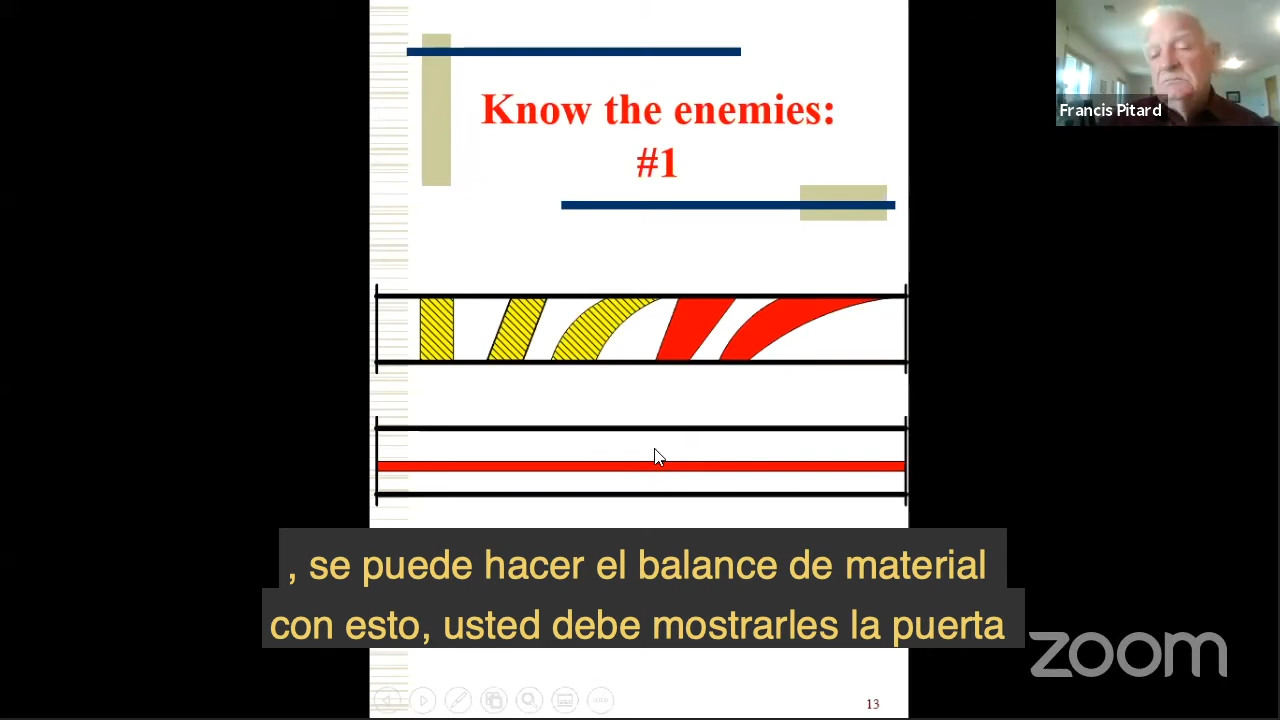 Know the enemies:
#1
Francis Pitard
, se puede hacer el balance de material
con esto, usted debe mostrarles la puerta
zoom
13